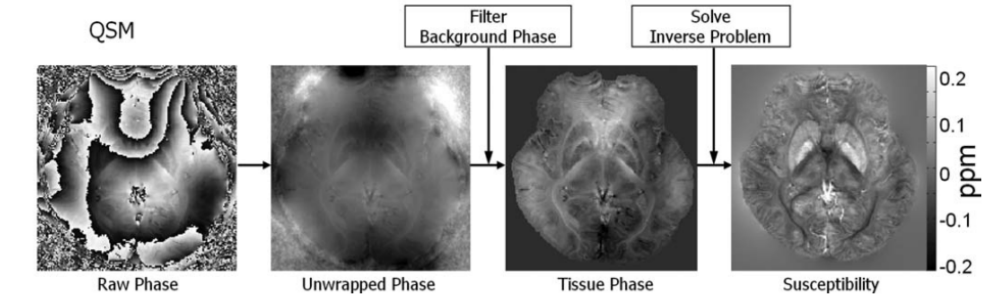 QSM
Filter
Background Phase
Solve
Inverse Problem
0.2
0.1
0
-0.1
-0.2
ppm
Raw Phase
Unwrapped Phase
Tissue Phase
Susceptibility